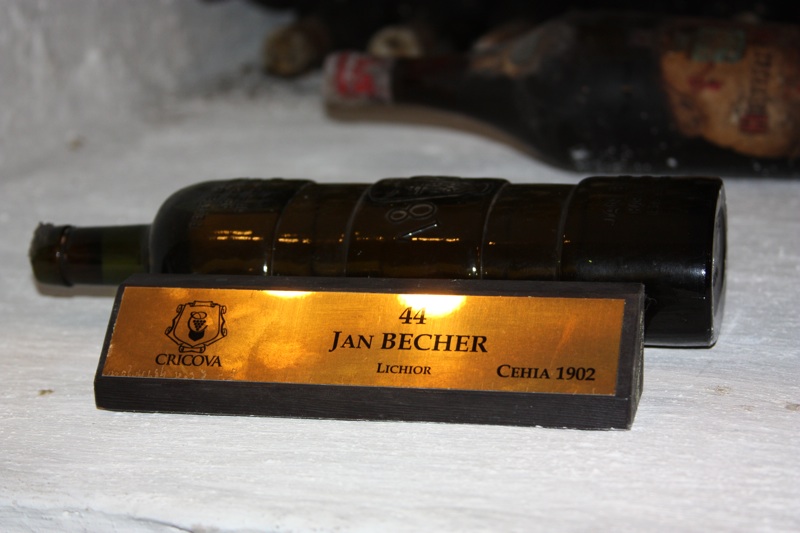 44
JAN BECHER
CRICOVA
LICHIOR
CEHIA 1902